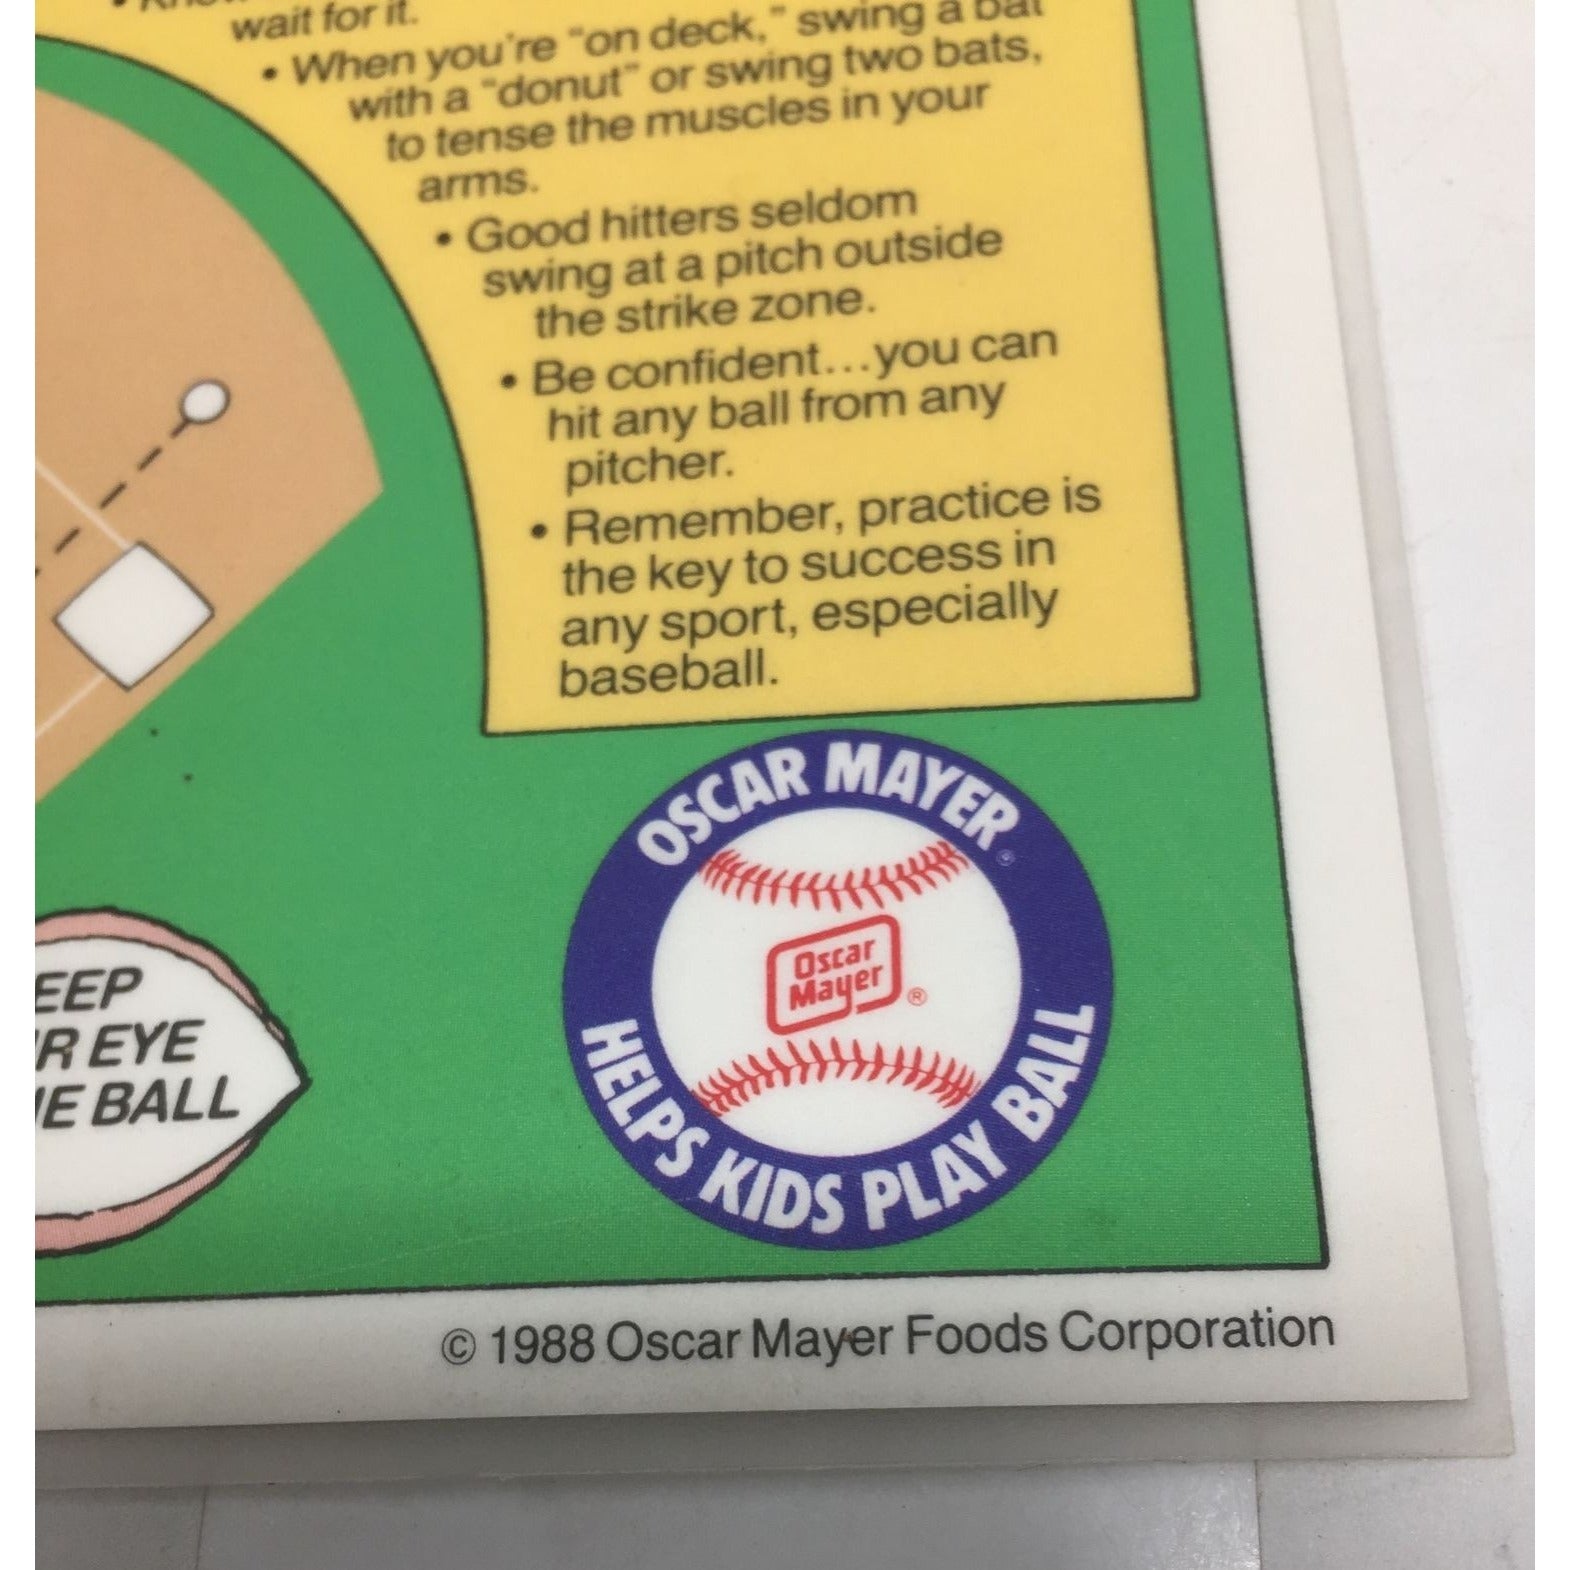 wait for it.
• When you're "on deck," swing a bat
with a "donut" or swing two bats,
to tense the muscles in your
arms.
• Good hitters seldom
swing at a pitch outside
the strike zone.
• Be confident...you can
hit any ball from any
pitcher.
• Remember, practice is
the key to success in
any sport, especially
baseball.
OSCAR MAYER®
Oscar
Mayer®
HELPS KIDS PLAY BALL
EEP
R EYE
E BALL
© 1988 Oscar Mayer Foods Corporation